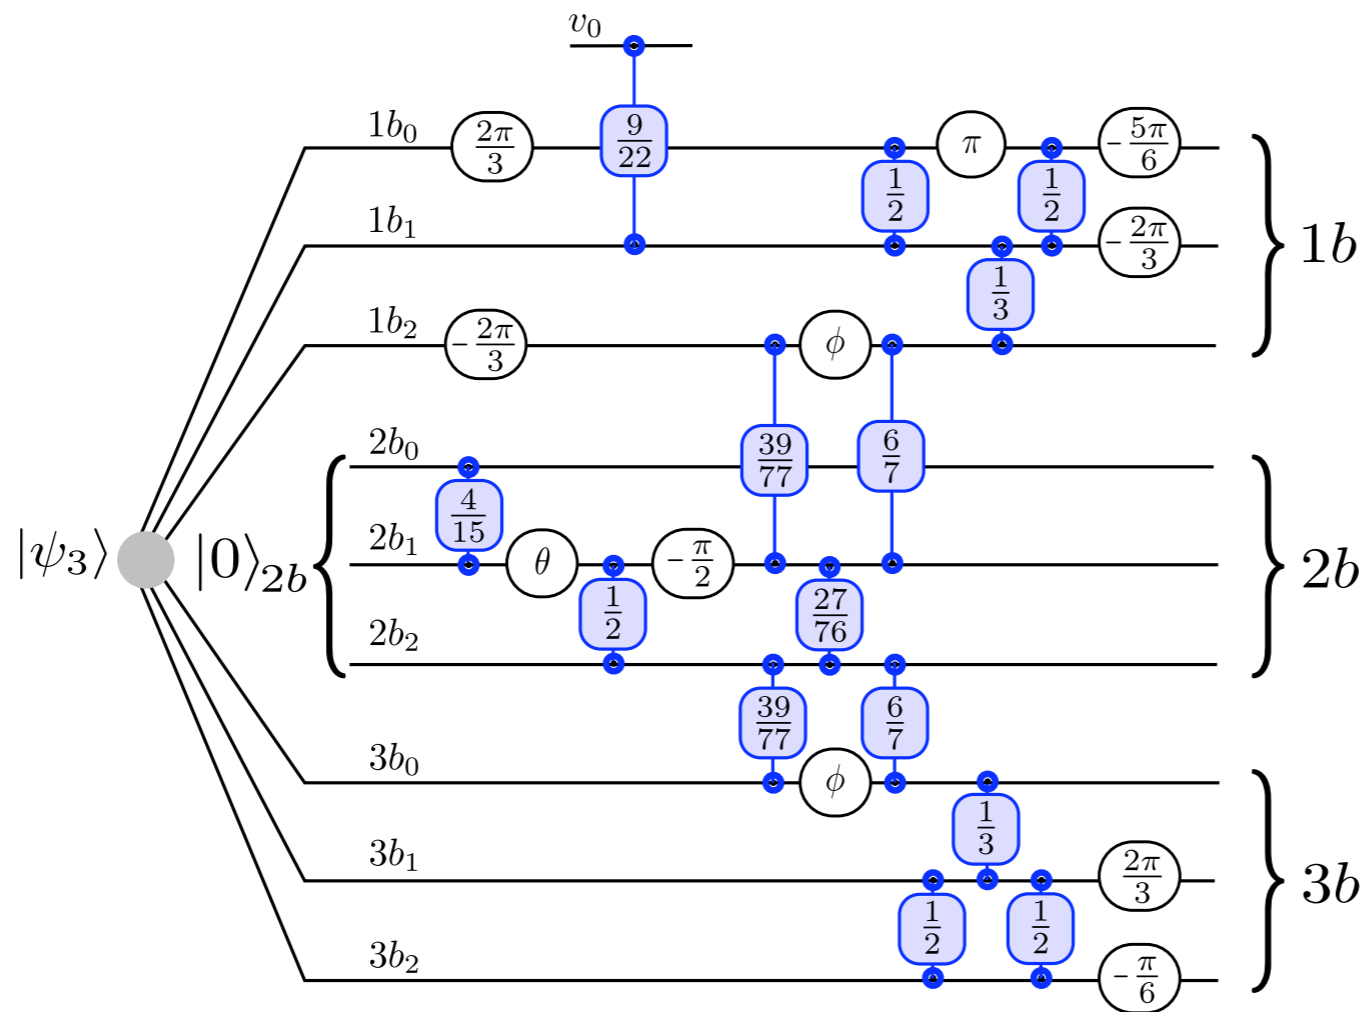 v₀
1b₀ 2π/3 9/22 π −5π/6
1/2 1/2
1b₁ −2π/3 1b
1/3
1b₂ −2π/3 ϕ
2b₀ 39/77 6/7
4/15
|ψ₃⟩ |0⟩₂b 2b₁ θ −π/2 2b
1/2 27/76
2b₂
39/77 6/7
3b₀ ϕ
1/3
3b₁ 2π/3 3b
1/2 1/2
3b₂ −π/6